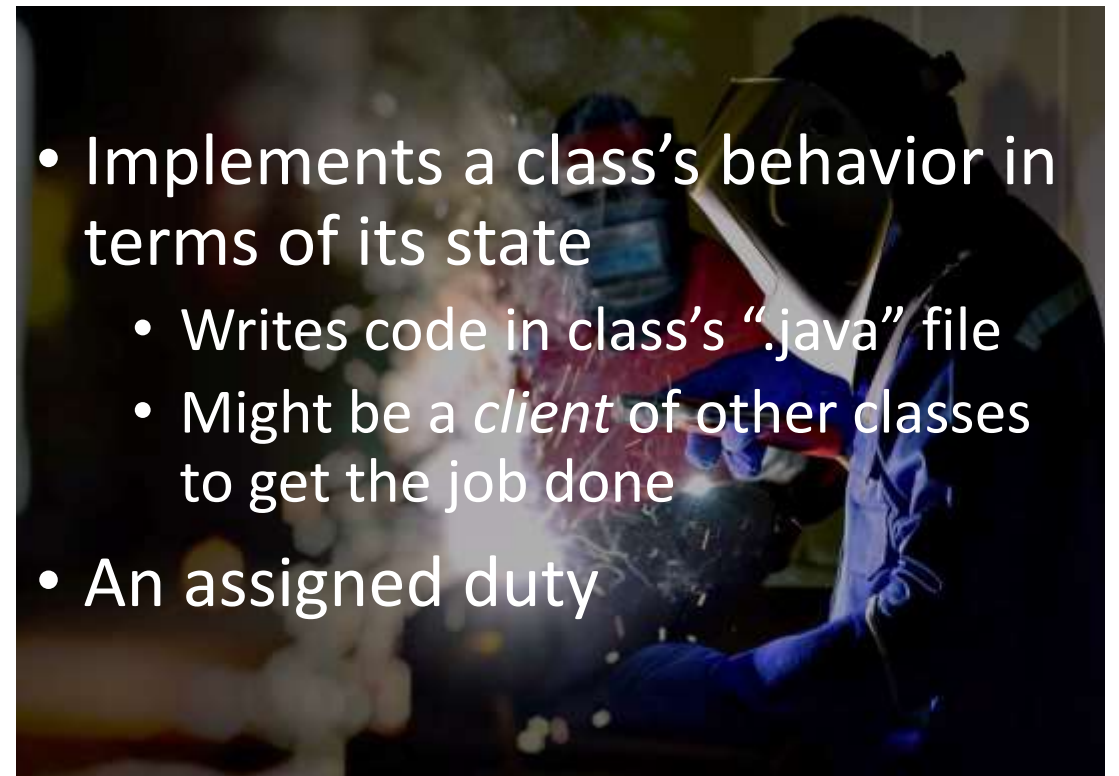 • Implements a class’s behavior in
terms of its state
• Writes code in class’s “.java” file
• Might be a client of other classes
to get the job done
• An assigned duty